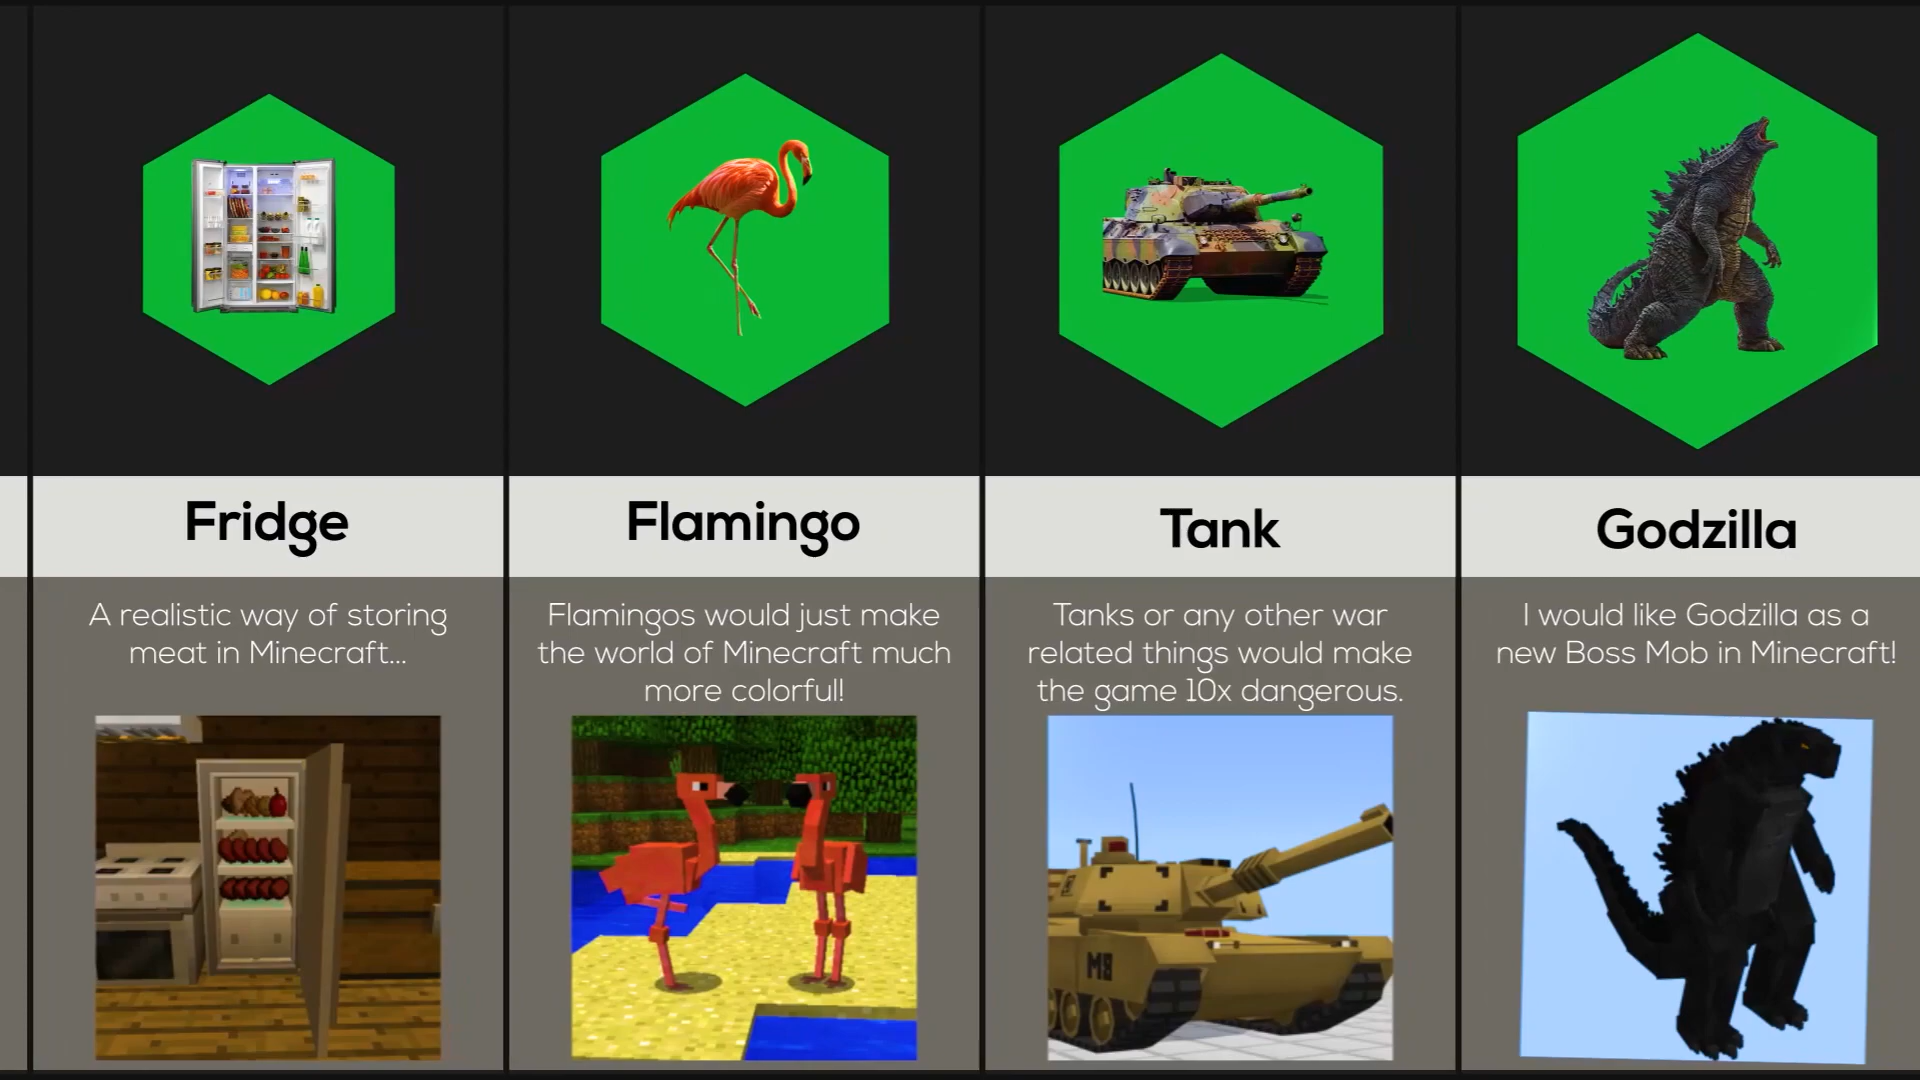 Fridge
A realistic way of storing
meat in Minecraft...
Flamingo
Flamingos would just make
the world of Minecraft much
more colorful!
Tank
Tanks or any other war
related things would make
the game 10x dangerous.
M8
Godzilla
I would like Godzilla as a
new Boss Mob in Minecraft!